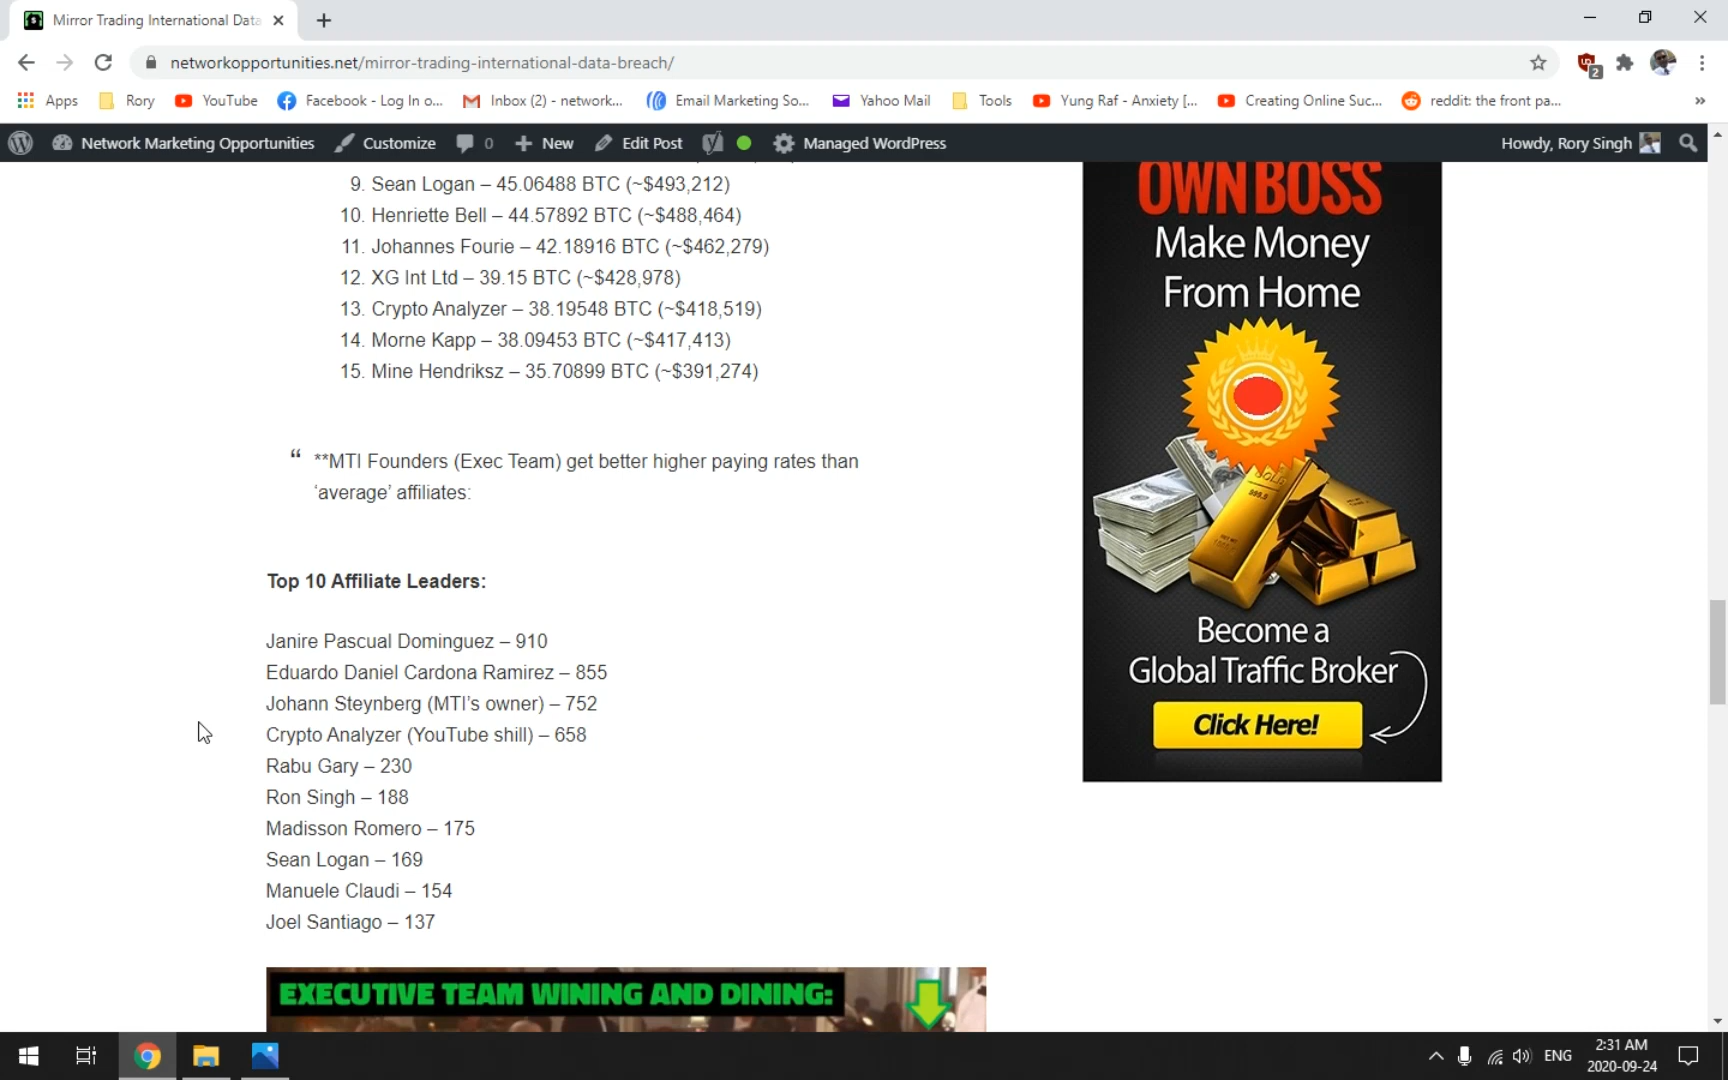 Mirror Trading International Data
networkopportunities.net/mirror-trading-international-data-breach/
2
Apps
Rory
YouTube
Facebook - Log In o...
Inbox (2) - network...
Email Marketing So...
Yahoo Mail
Tools
Yung Raf - Anxiety [...
Creating Online Suc...
reddit: the front pa...
Network Marketing Opportunities
Customize
0
New
Edit Post
Managed WordPress
Howdy, Rory Singh
9. Sean Logan – 45.06488 BTC (~$493,212)
10. Henriette Bell – 44.57892 BTC (~$488,464)
11. Johannes Fourie – 42.18916 BTC (~$462,279)
12. XG Int Ltd – 39.15 BTC (~$428,978)
13. Crypto Analyzer – 38.19548 BTC (~$418,519)
14. Morne Kapp – 38.09453 BTC (~$417,413)
15. Mine Hendriksz – 35.70899 BTC (~$391,274)
“ **MTI Founders (Exec Team) get better higher paying rates than
‘average’ affiliates:
Top 10 Affiliate Leaders:
Janire Pascual Dominguez – 910
Eduardo Daniel Cardona Ramirez – 855
Johann Steynberg (MTI’s owner) – 752
Crypto Analyzer (YouTube shill) – 658
Rabu Gary – 230
Ron Singh – 188
Madisson Romero – 175
Sean Logan – 169
Manuele Claudi – 154
Joel Santiago – 137
EXECUTIVE TEAM WINING AND DINING:
OWN BOSS
Make Money
From Home
GOLD
999.9
Become a
Global Traffic Broker
Click Here!
ENG
2:31 AM
2020-09-24